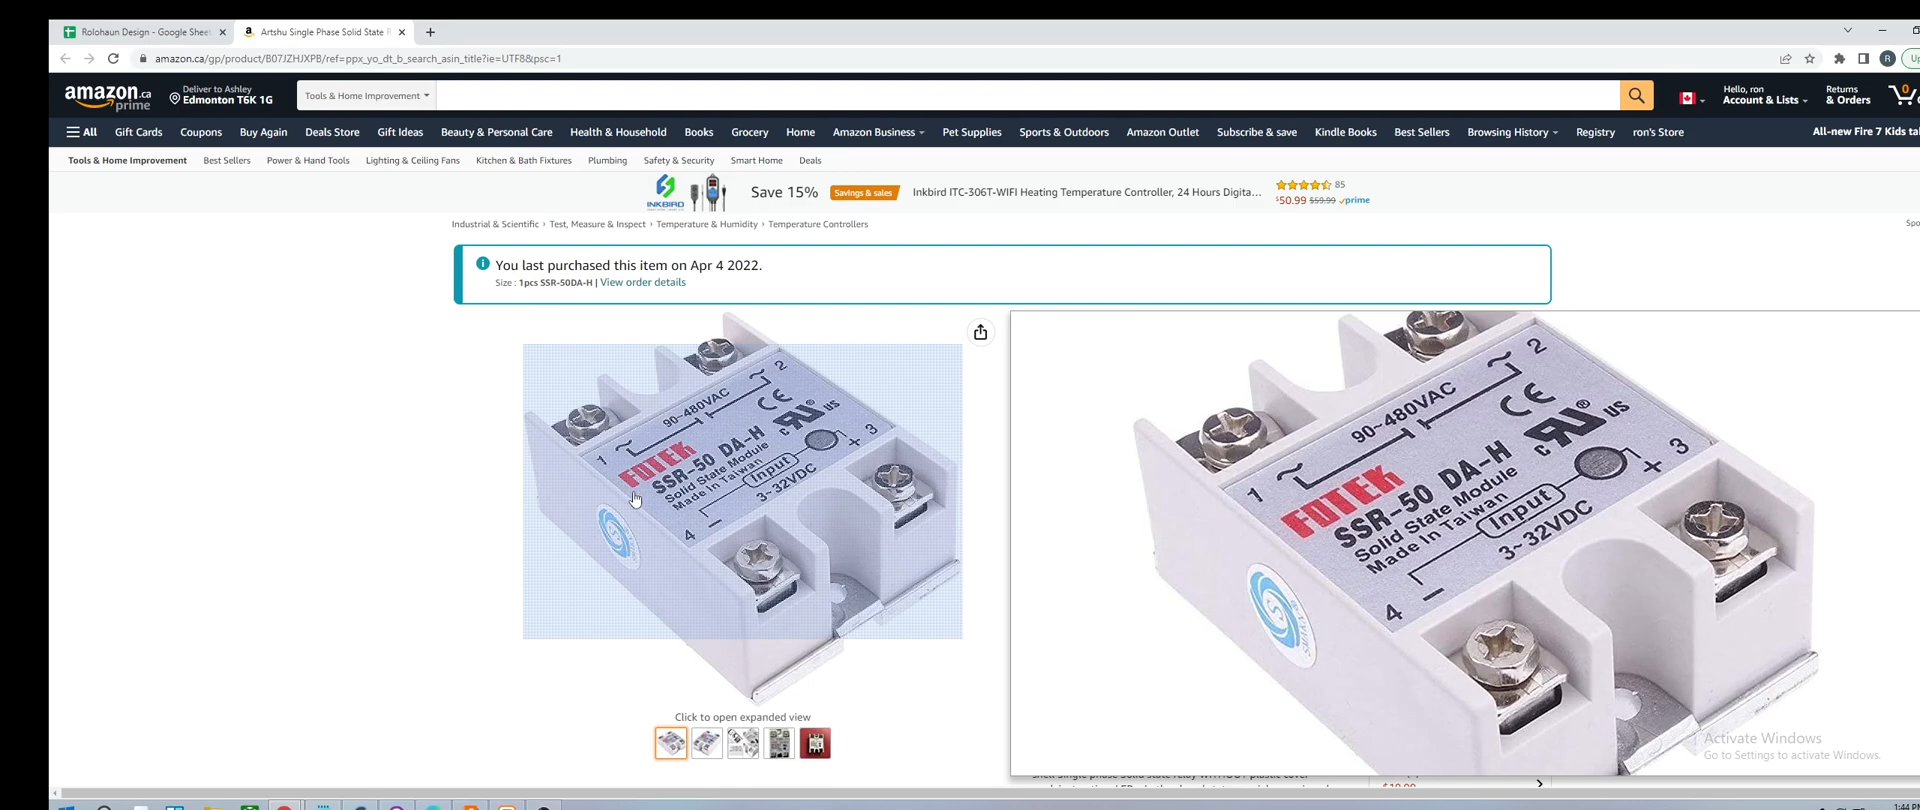 Rolohaun Design - Google Sheet
Artshu Single Phase Solid State R
amazon.ca/gp/product/B07JZHJXPB/ref=ppx_yo_dt_b_search_asin_title?ie=UTF8&psc=1
R
Up
amazon.ca
prime
Deliver to Ashley
Edmonton T6K 1G
Tools & Home Improvement
Hello, ron
Account & Lists
Returns
& Orders
0
All
Gift Cards
Coupons
Buy Again
Deals Store
Gift Ideas
Beauty & Personal Care
Health & Household
Books
Grocery
Home
Amazon Business
Pet Supplies
Sports & Outdoors
Amazon Outlet
Subscribe & save
Kindle Books
Best Sellers
Browsing History
Registry
ron's Store
All-new Fire 7 Kids ta
Tools & Home Improvement
Best Sellers
Power & Hand Tools
Lighting & Ceiling Fans
Kitchen & Bath Fixtures
Plumbing
Safety & Security
Smart Home
Deals
INKBIRD
Save 15%
Savings & sales
Inkbird ITC-306T-WIFI Heating Temperature Controller, 24 Hours Digita...
85
$50.99 $59.99 prime
Industrial & Scientific › Test, Measure & Inspect › Temperature & Humidity › Temperature Controllers
Spo
You last purchased this item on Apr 4 2022.
Size : 1pcs SSR-50DA-H | View order details
1 ~ 90~480VAC ~ 2
CE
c US
FOTEK
SSR-50 DA-H
Solid State Module
Made In Taiwan
Input
3~32VDC
4 −
+ 3
S
1 ~ 90~480VAC ~ 2
CE
c ® US
FOTEK
SSR-50 DA-H
Solid State Module
Made In Taiwan
Input
3~32VDC
4 −
+ 3
S
Click to open expanded view
Activate Windows
Go to Settings to activate Windows.
1:44 PM